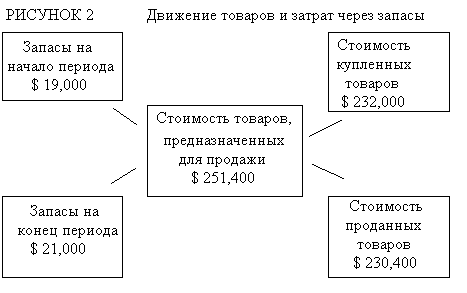 РИСУНОК 2 Движение товаров и затрат через запасы
Запасы на
начало периода
$ 19,000
Стоимость
купленных
товаров
$ 232,000
Стоимость товаров,
предназначенных
для продажи
$ 251,400
Запасы на
конец периода
$ 21,000
Стоимость
проданных
товаров
$ 230,400